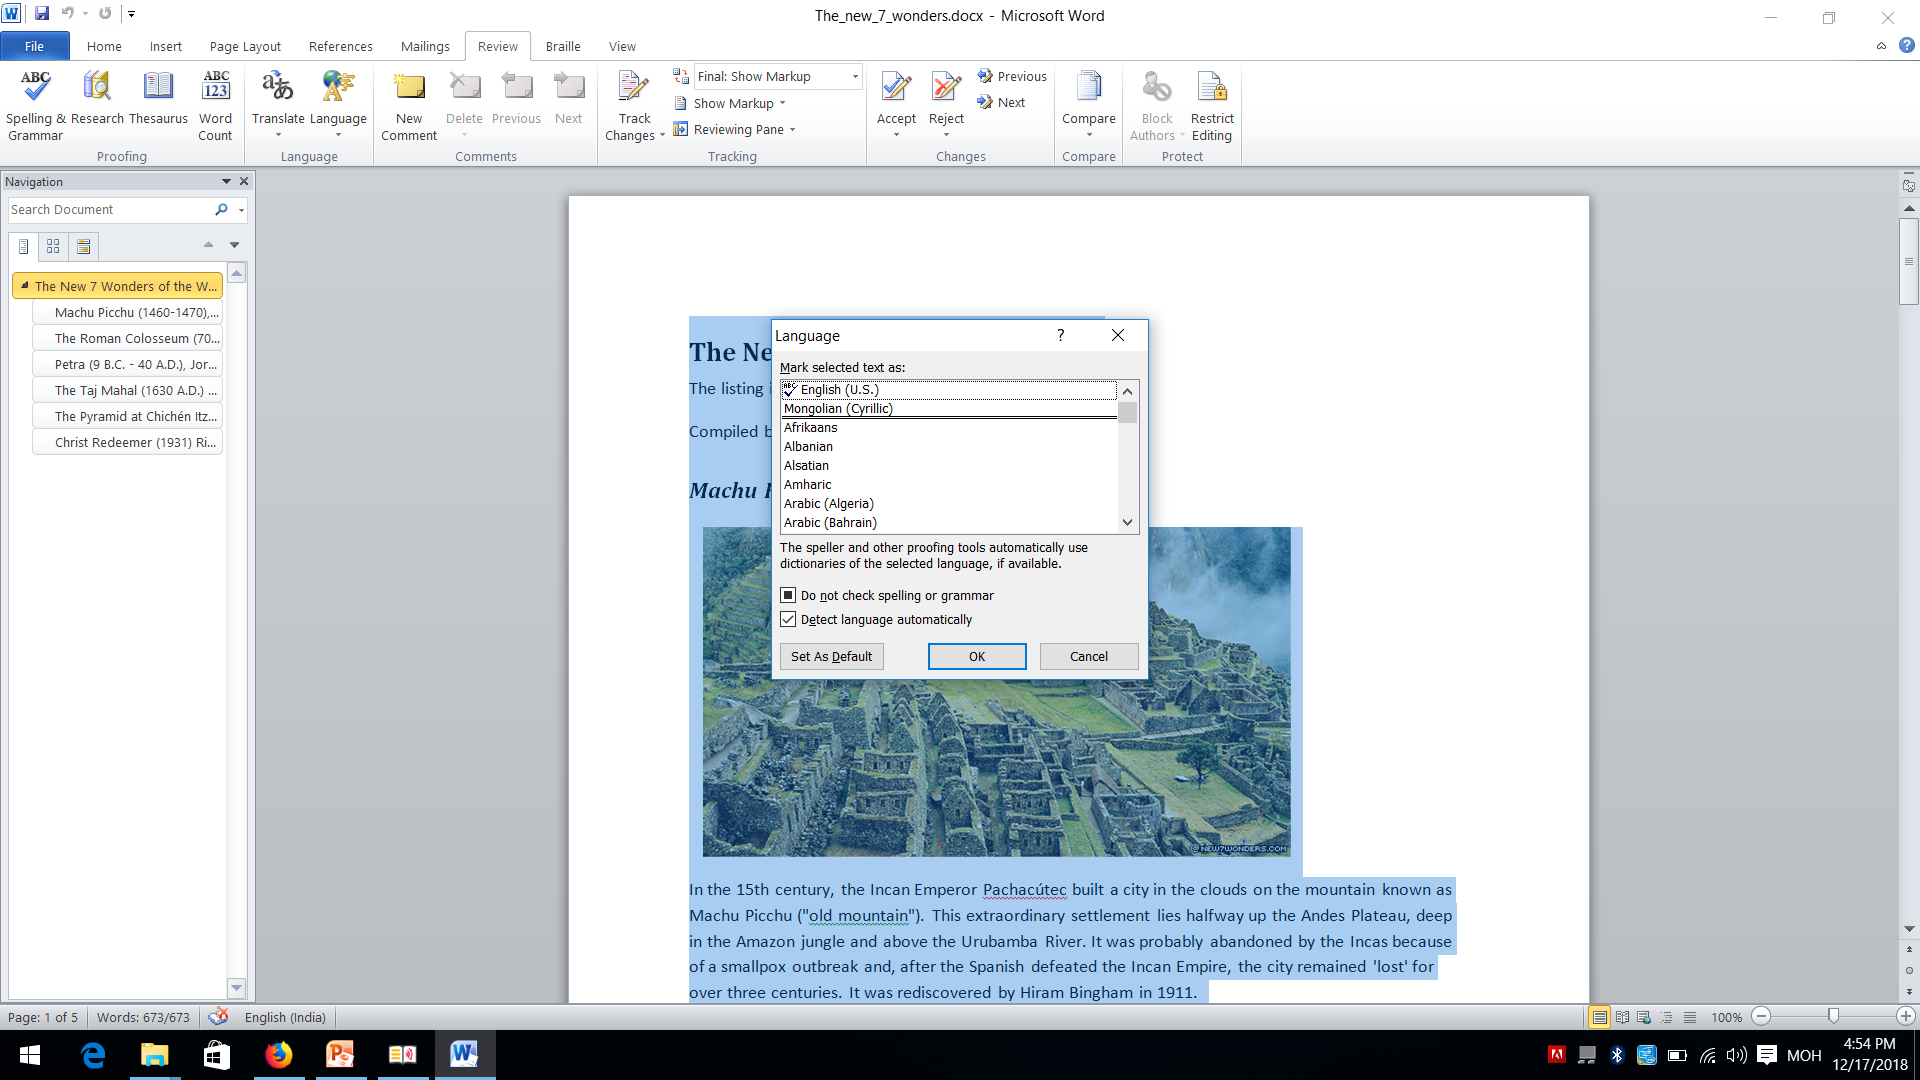 The_new_7_wonders.docx - Microsoft Word
File Home Insert Page Layout References Mailings Review Braille View
Spelling & Grammar
Research
Thesaurus
Word Count
Translate
Language
New Comment
Delete
Previous
Next
Track Changes
Final: Show Markup
Show Markup
Reviewing Pane
Accept
Reject
Previous
Next
Compare
Block Authors
Restrict Editing
Proofing Language Comments Tracking Changes Compare Protect
Navigation
Search Document
The New 7 Wonders of the W...
Machu Picchu (1460-1470),...
The Roman Colosseum (70...
Petra (9 B.C. - 40 A.D.), Jor...
The Taj Mahal (1630 A.D.) ...
The Pyramid at Chichén Itz...
Christ Redeemer (1931) Ri...
The Ne
The listing
Compiled b
Machu
Language
Mark selected text as:
English (U.S.)
Mongolian (Cyrillic)
Afrikaans
Albanian
Alsatian
Amharic
Arabic (Algeria)
Arabic (Bahrain)
The speller and other proofing tools automatically use
dictionaries of the selected language, if available.
Do not check spelling or grammar
Detect language automatically
Set As Default OK Cancel
@ NEW7WONDERS.COM
In the 15th century, the Incan Emperor Pachacútec built a city in the clouds on the mountain known as
Machu Picchu ("old mountain"). This extraordinary settlement lies halfway up the Andes Plateau, deep
in the Amazon jungle and above the Urubamba River. It was probably abandoned by the Incas because
of a smallpox outbreak and, after the Spanish defeated the Incan Empire, the city remained 'lost' for
over three centuries. It was rediscovered by Hiram Bingham in 1911.
Page: 1 of 5 Words: 673/673 English (India) 100%
МОН
4:54 PM
12/17/2018